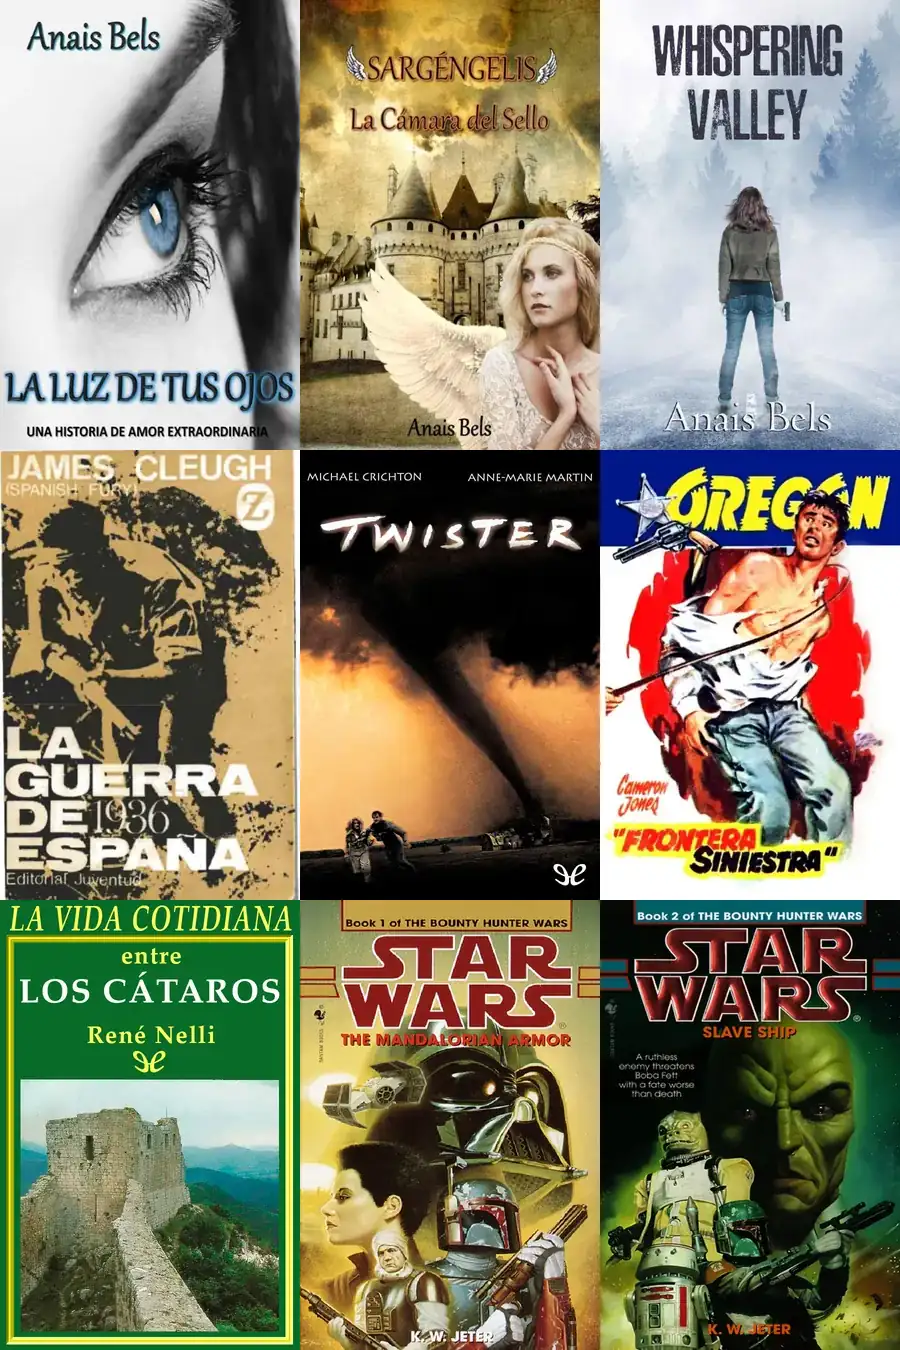 Anais Bels
LA LUZ DE TUS OJOS
UNA HISTORIA DE AMOR EXTRAORDINARIA
SARGÉNGELIS
La Cámara del Sello
Anais Bels
WHISPERING
VALLEY
Anais Bels
JAMES CLEUGH
(SPANISH FURY)
Z
LA
GUERRA
DE 1936
ESPAÑA
Editorial Juventud
MICHAEL CRICHTON ANNE-MARIE MARTIN
TWISTER
OREGON
Cameron
Jones
"FRONTERA
SINIESTRA"
LA VIDA COTIDIANA
entre
LOS CÁTAROS
René Nelli
Book 1 of THE BOUNTY HUNTER WARS
STAR
WARS®
THE MANDALORIAN ARMOR
K. W. JETER
Book 2 of THE BOUNTY HUNTER WARS
STAR
WARS®
SLAVE SHIP
A ruthless
enemy threatens
Boba Fett
with a fate worse
than death
K. W. JETER